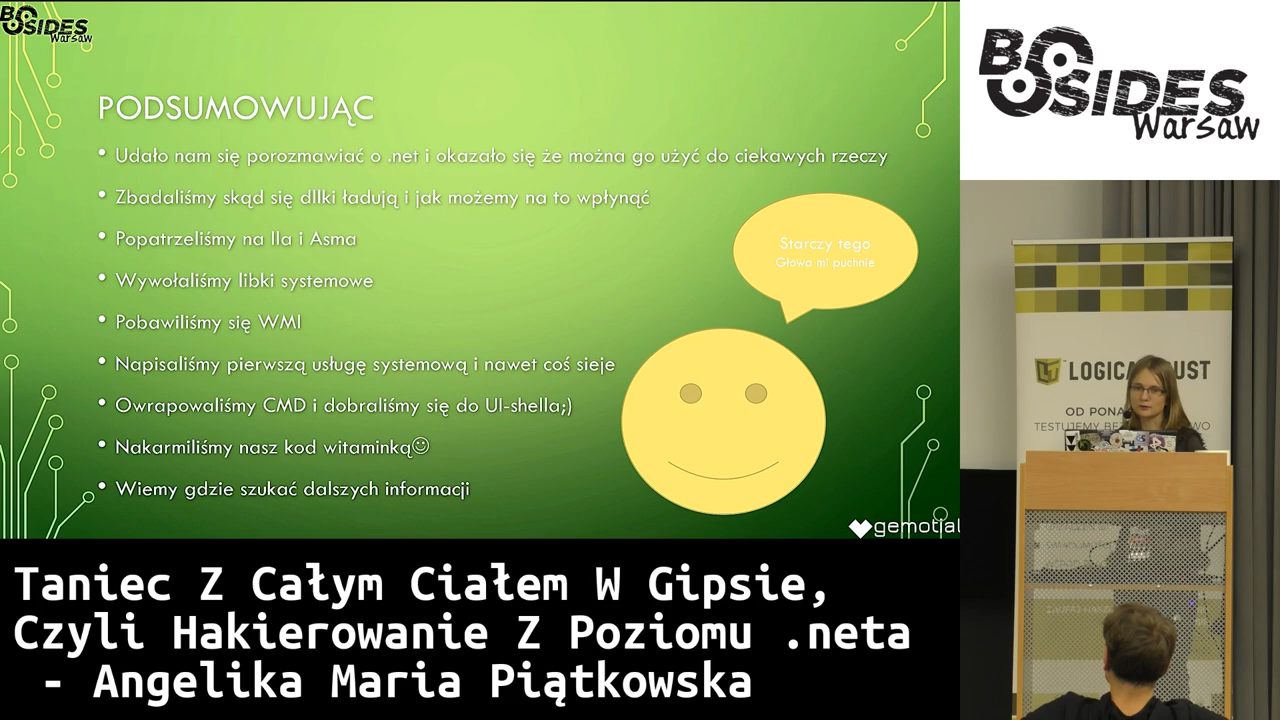 BSIDES
Warsaw
PODSUMOWUJĄC
• Udało nam się porozmawiać o .net i okazało się że można go użyć do ciekawych rzeczy
• Zbadaliśmy skąd się dllki ładują i jak możemy na to wpłynąć
• Popatrzeliśmy na Ila i Asma
• Wywołaliśmy libki systemowe
• Pobawiliśmy się WMI
• Napisaliśmy pierwszą usługę systemową i nawet coś sieje
• Owrapowaliśmy CMD i dobraliśmy się do UI-shella;)
• Nakarmiliśmy nasz kod witaminką☺
• Wiemy gdzie szukać dalszych informacji
Starczy tego
Głowa mi puchnie
Taniec Z Całym Ciałem W Gipsie,
Czyli Hakierowanie Z Poziomu .neta
- Angelika Maria Piątkowska
BSIDES
Warsaw
OD
TESTUJEMY